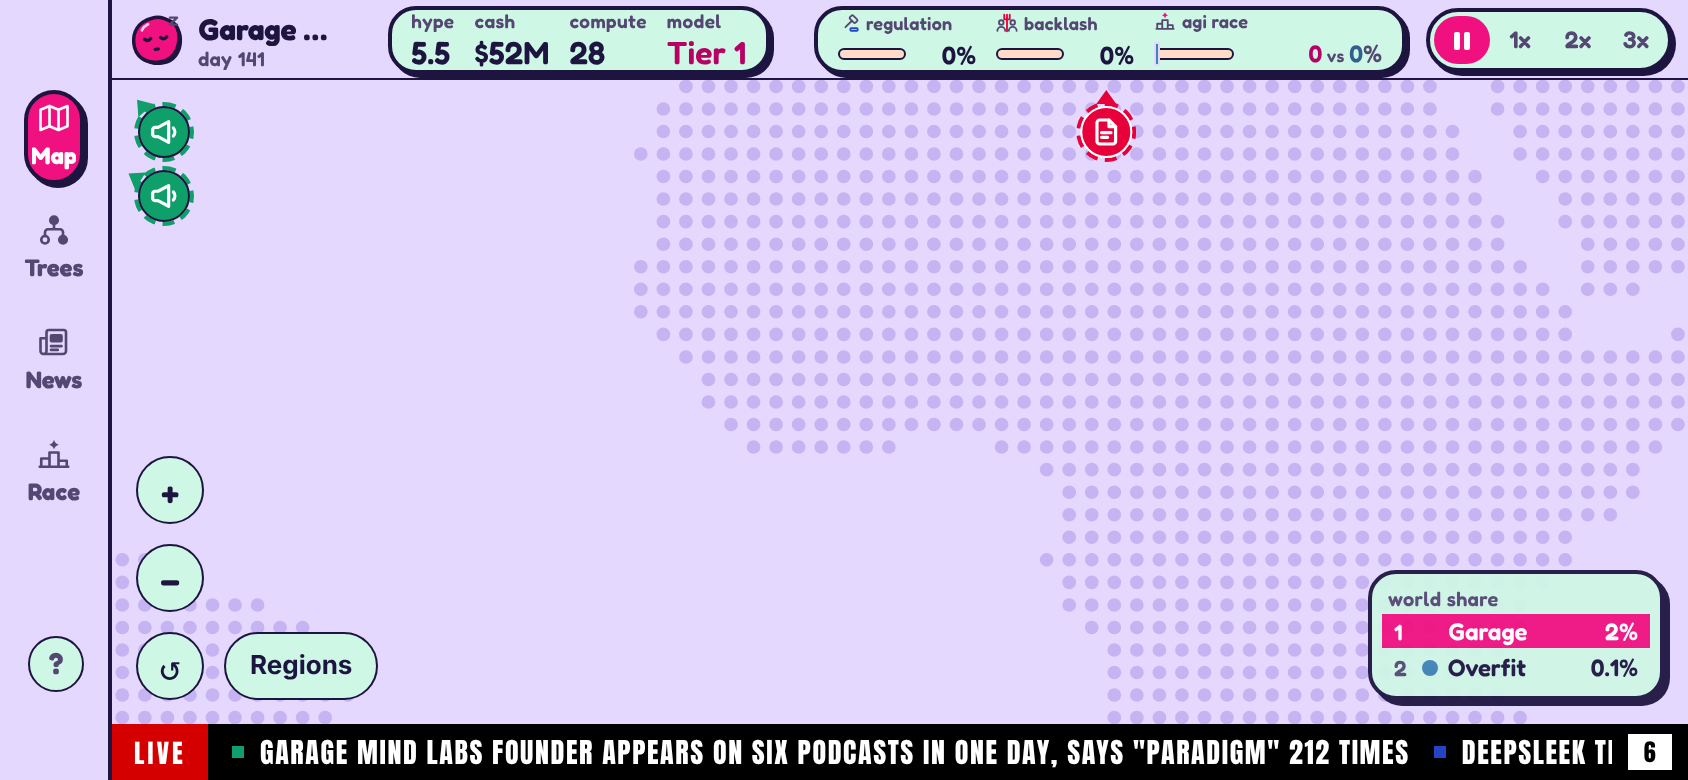 Garage ...
day 141
hype cash compute model
5.5 $52M 28 Tier 1
regulation backlash agi race
0% 0% 0 vs 0%
1x 2x 3x
Map
Trees
News
Race
?
+
−
↺ Regions
world share
1 Garage 2%
2 Overfit 0.1%
LIVE GARAGE MIND LABS FOUNDER APPEARS ON SIX PODCASTS IN ONE DAY, SAYS "PARADIGM" 212 TIMES DEEPSLEEK 6